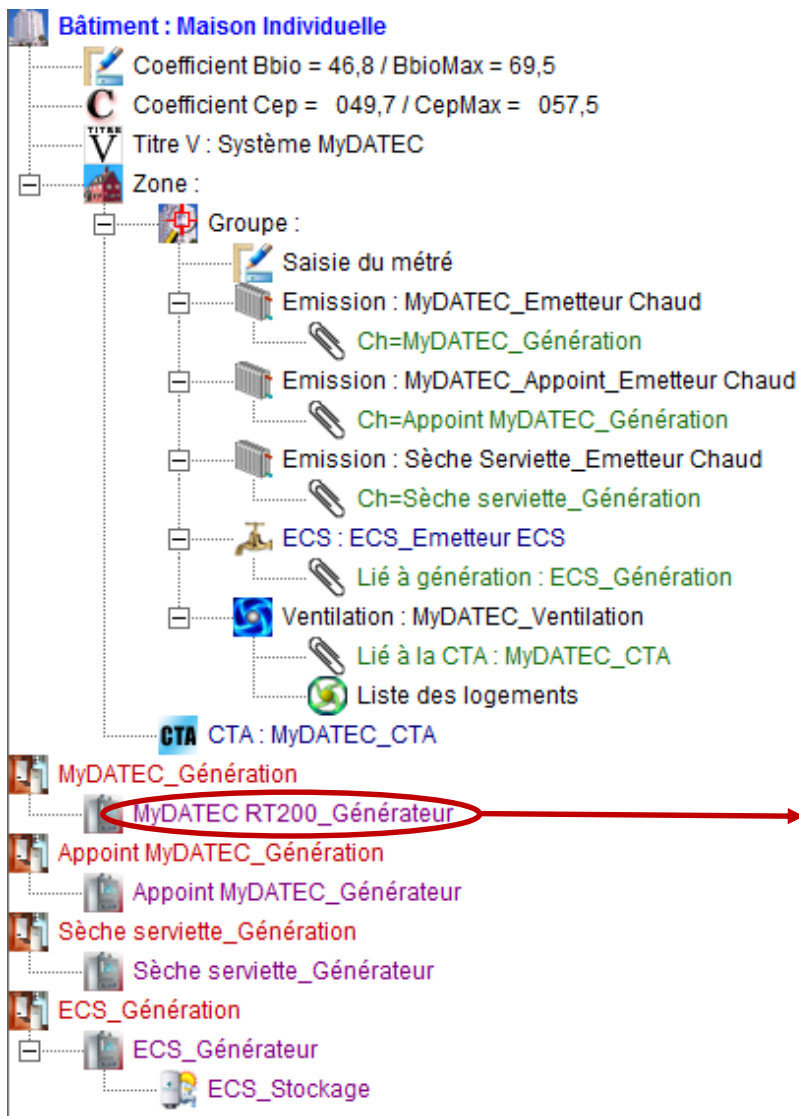 Bâtiment : Maison Individuelle
Coefficient Bbio = 46,8 / BbioMax = 69,5
C Coefficient Cep = 049,7 / CepMax = 057,5
TITRE V Titre V : Système MyDATEC
Zone :
Groupe :
Saisie du métré
Emission : MyDATEC_Emetteur Chaud
Ch=MyDATEC_Génération
Emission : MyDATEC_Appoint_Emetteur Chaud
Ch=Appoint MyDATEC_Génération
Emission : Sèche Serviette_Emetteur Chaud
Ch=Sèche serviette_Génération
ECS : ECS_Emetteur ECS
Lié à génération : ECS_Génération
Ventilation : MyDATEC_Ventilation
Lié à la CTA : MyDATEC_CTA
Liste des logements
CTA CTA : MyDATEC_CTA
MyDATEC_Génération
MyDATEC RT200_Générateur
Appoint MyDATEC_Génération
Appoint MyDATEC_Générateur
Sèche serviette_Génération
Sèche serviette_Générateur
ECS_Génération
ECS_Générateur
ECS_Stockage